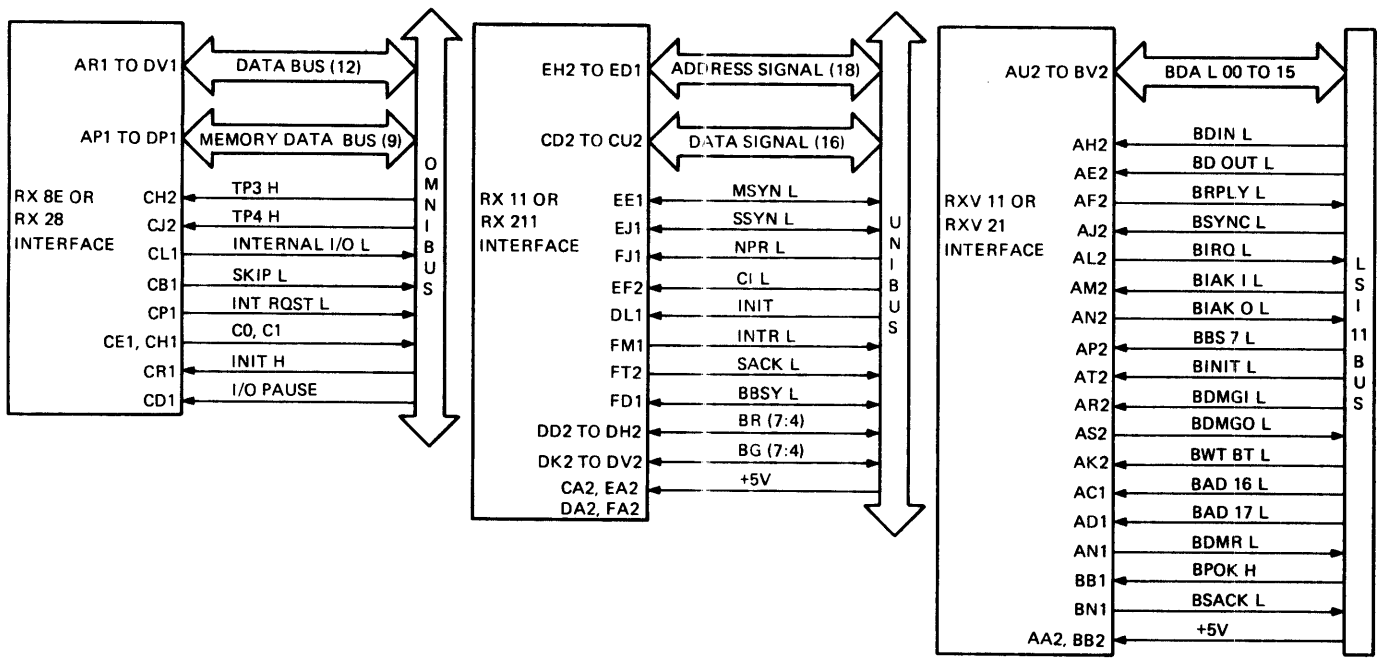 AR1 TO DV1 DATA BUS (12)
AP1 TO DP1 MEMORY DATA BUS (9)
RX 8E OR
RX 28
INTERFACE
CH2 TP3 H
CJ2 TP4 H
CL1 INTERNAL I/O L
CB1 SKIP L
CP1 INT RQST L
CE1, CH1 C0, C1
CR1 INIT H
CD1 I/O PAUSE
OMNIBUS
EH2 TO ED1 ADDRESS SIGNAL (18)
CD2 TO CU2 DATA SIGNAL (16)
RX 11 OR
RX 211
INTERFACE
EE1 MSYN L
EJ1 SSYN L
FJ1 NPR L
EF2 CI L
DL1 INIT
FM1 INTR L
FT2 SACK L
FD1 BBSY L
DD2 TO DH2 BR (7:4)
DK2 TO DV2 BG (7:4)
CA2, EA2 +5V
DA2, FA2
UNIBUS
AU2 TO BV2 BDA L 00 TO 15
RXV 11 OR
RXV 21
INTERFACE
AH2 BDIN L
AE2 BD OUT L
AF2 BRPLY L
AJ2 BSYNC L
AL2 BIRQ L
AM2 BIAK I L
AN2 BIAK O L
AP2 BBS 7 L
AT2 BINIT L
AR2 BDMGI L
AS2 BDMGO L
AK2 BWT BT L
AC1 BAD 16 L
AD1 BAD 17 L
AN1 BDMR L
BB1 BPOK H
BN1 BSACK L
AA2, BB2 +5V
LSI 11 BUS